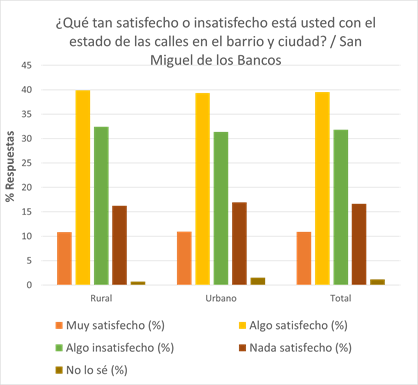 ¿Qué tan satisfecho o insatisfecho está usted con el
estado de las calles en el barrio y ciudad? / San
Miguel de los Bancos
% Respuestas
45
40
35
30
25
20
15
10
5
0
Rural
Urbano
Total
Muy satisfecho (%)
Algo satisfecho (%)
Algo insatisfecho (%)
Nada satisfecho (%)
No lo sé (%)